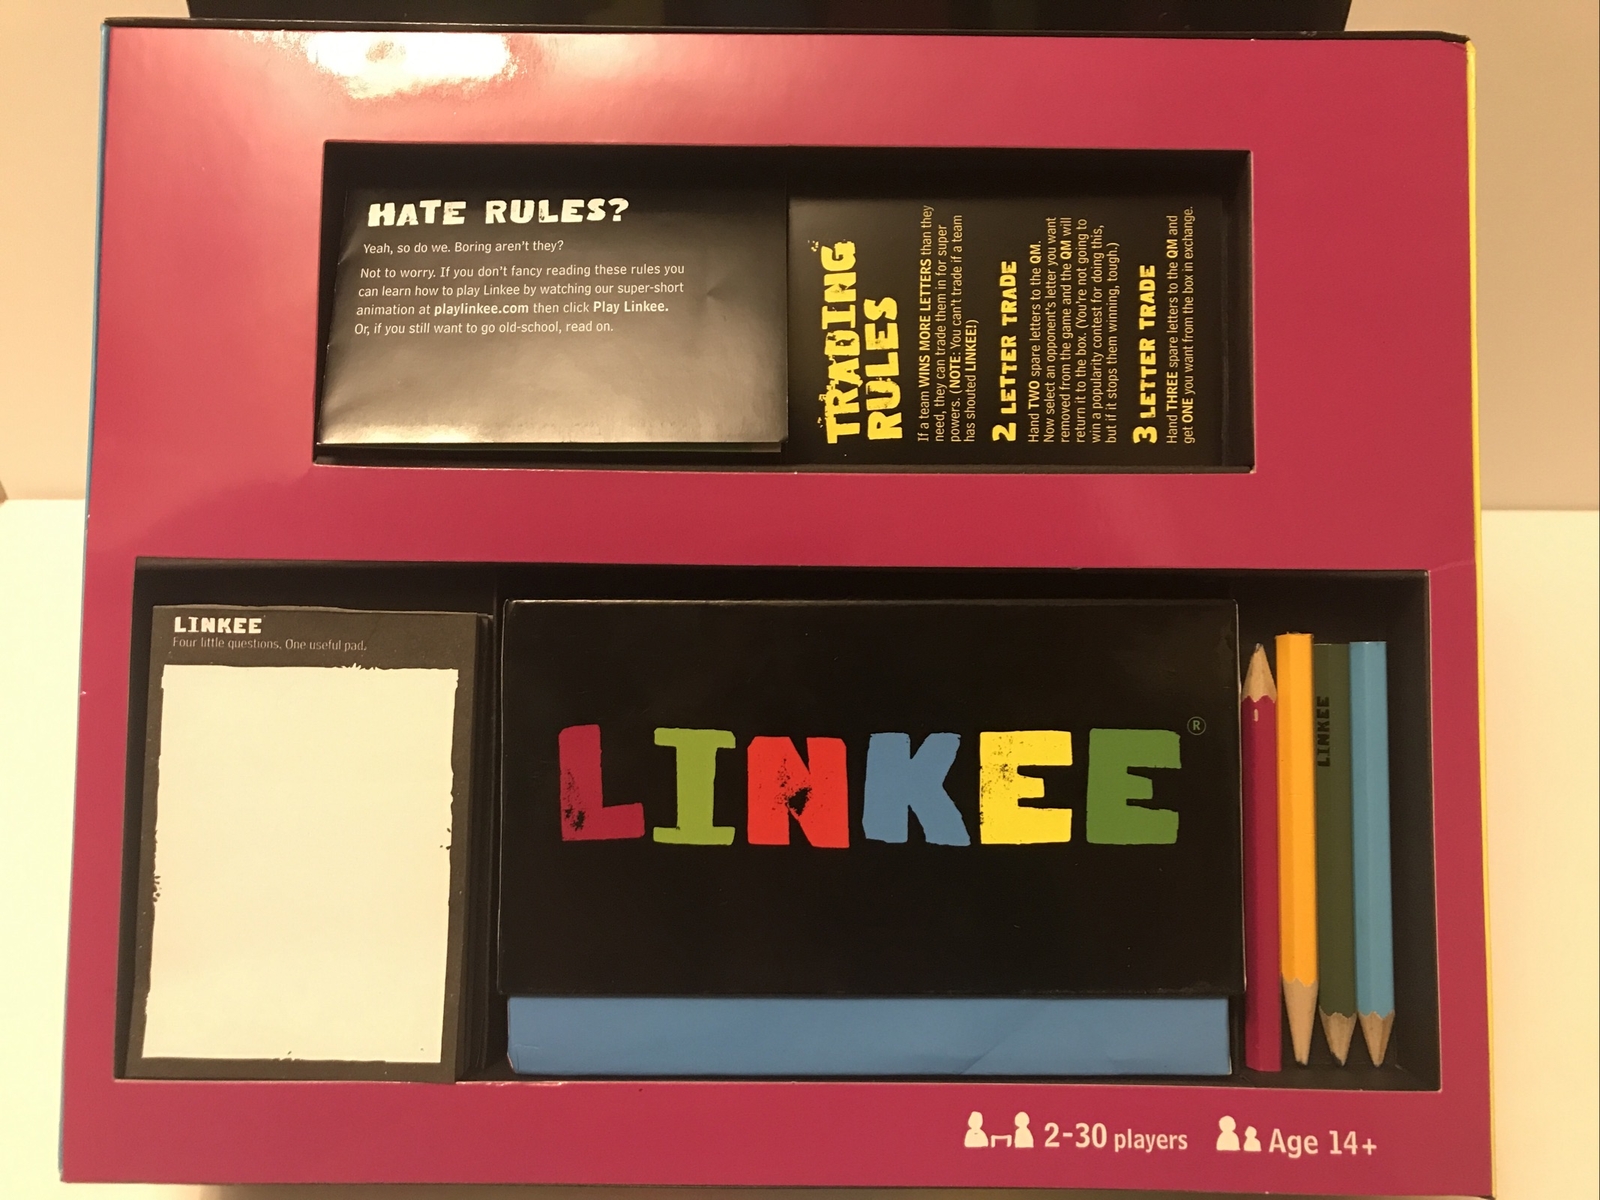 HATE RULES?
Yeah, so do we. Boring aren't they?
Not to worry. If you don't fancy reading these rules you
can learn how to play Linkee by watching our super-short
animation at playlinkee.com then click Play Linkee.
Or, if you still want to go old-school, read on.
TRADING
RULES
If a team WINS MORE LETTERS than they
need, they can trade them in for super
powers. (NOTE: You can't trade if a team
has shouted LINKEE!)
2 LETTER TRADE
Hand TWO spare letters to the QM.
Now select an opponent's letter you want
removed from the game and the QM will
return it to the box. (You're not going to
win a popularity contest for doing this,
but if it stops them winning, tough.)
3 LETTER TRADE
Hand THREE spare letters to the QM and
get ONE you want from the box in exchange.
LINKEE
Four little questions. One useful pad.
LINKEE®
LINKEE
2-30 players
Age 14+